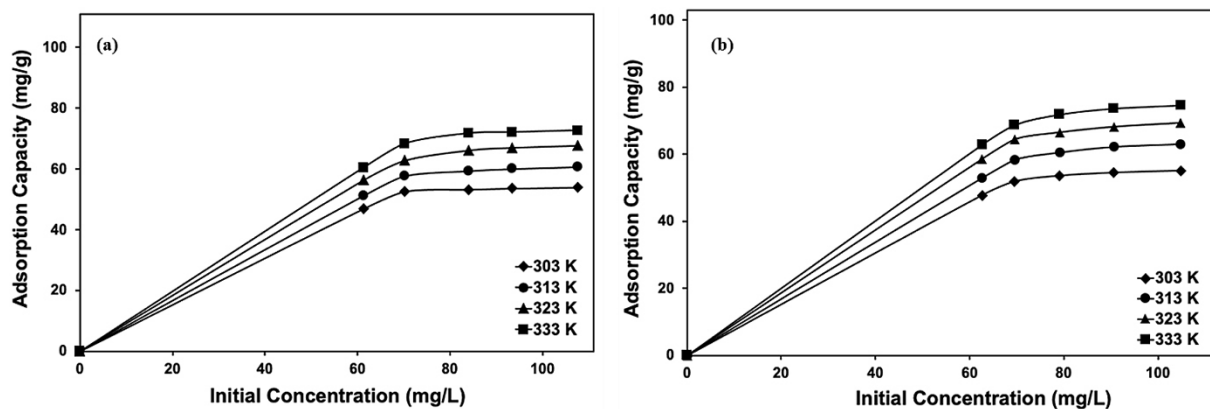 (a)
Adsorption Capacity (mg/g)
100
80
60
40
20
0
0 20 40 60 80 100
Initial Concentration (mg/L)
303 K
313 K
323 K
333 K
(b)
Adsorption Capacity (mg/g)
100
80
60
40
20
0
0 20 40 60 80 100
Initial Concentration (mg/L)
303 K
313 K
323 K
333 K